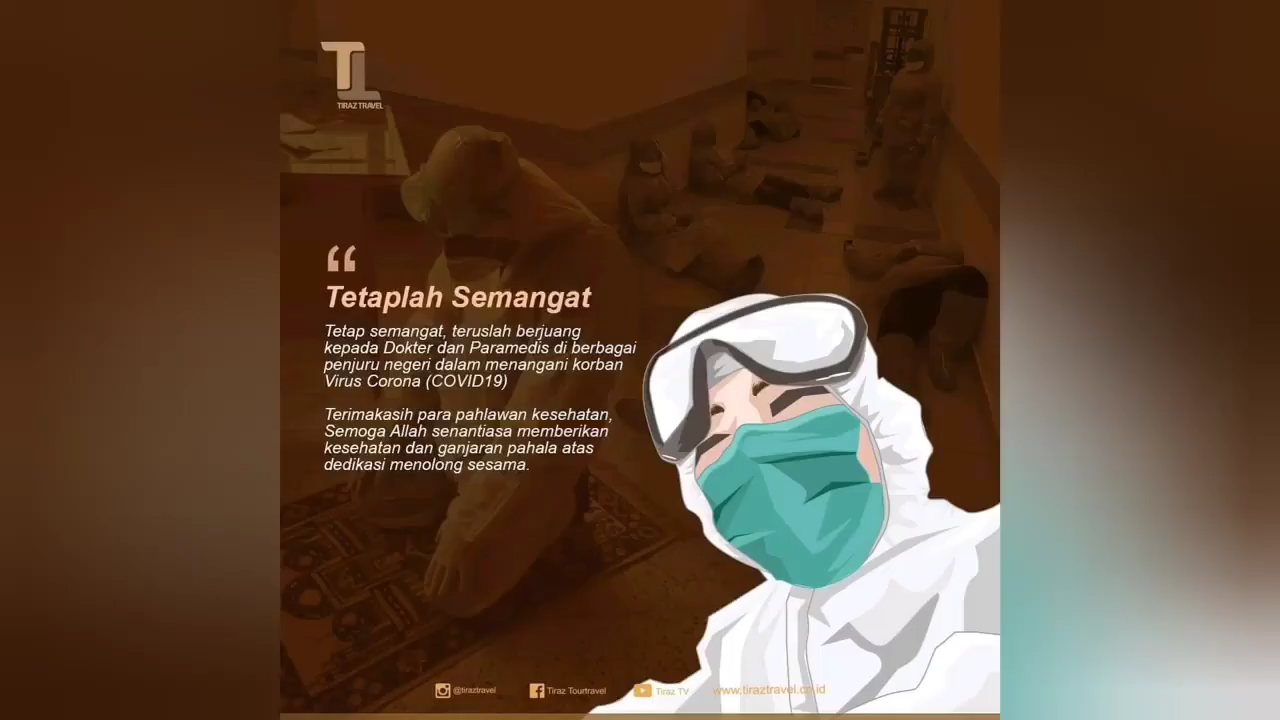 TL
TIRAZ TRAVEL
“
Tetaplah Semangat
Tetap semangat, teruslah berjuang
kepada Dokter dan Paramedis di berbagai
penjuru negeri dalam menangani korban
Virus Corona (COVID19)
Terimakasih para pahlawan kesehatan,
Semoga Allah senantiasa memberikan
kesehatan dan ganjaran pahala atas
dedikasi menolong sesama.
@tiraztravel Tiraz Tourtravel Tiraz TV www.tiraztravel.co.id